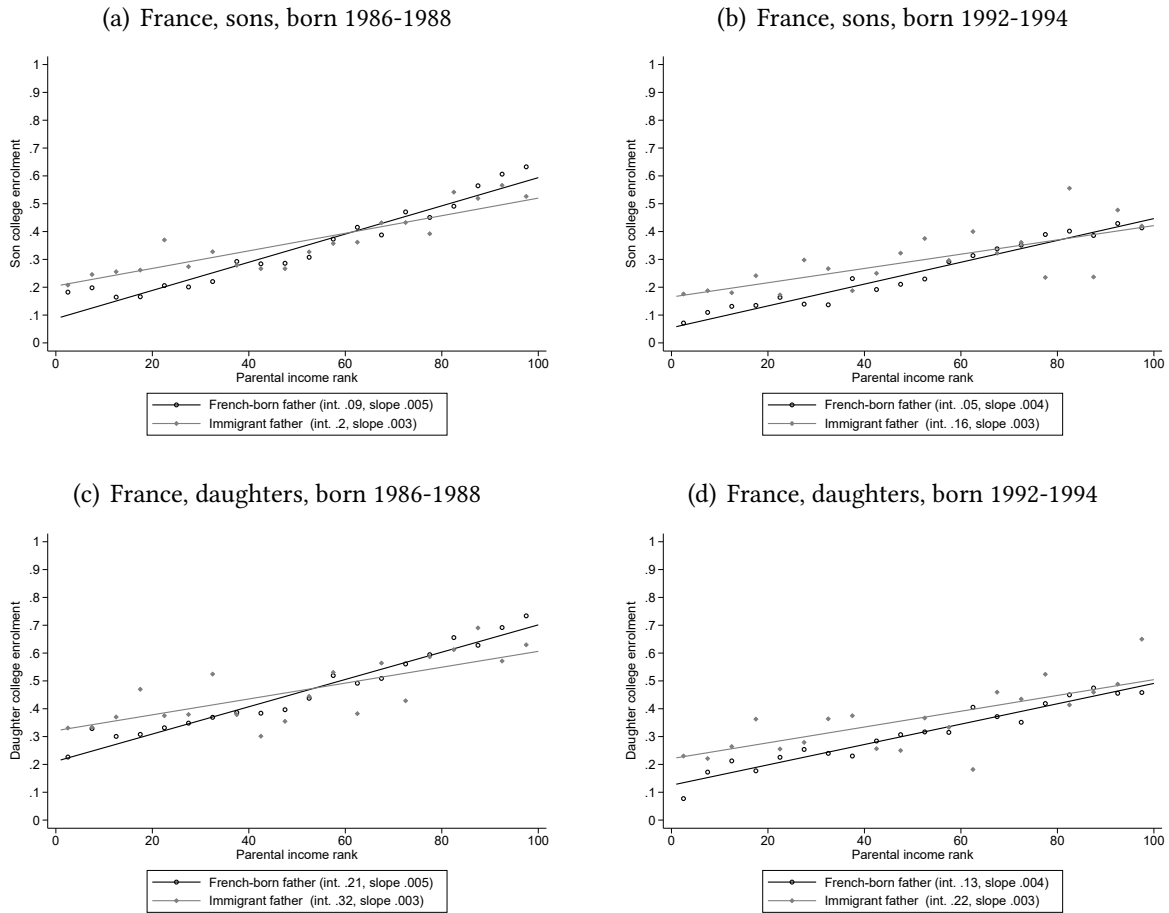 (a) France, sons, born 1986-1988
1
.9
.8
.7
.6
.5
.4
.3
.2
.1
0
Son college enrolment
0 20 40 60 80 100
Parental income rank
French-born father (int. .09, slope .005)
Immigrant father (int. .2, slope .003)
(b) France, sons, born 1992-1994
1
.9
.8
.7
.6
.5
.4
.3
.2
.1
0
Son college enrolment
0 20 40 60 80 100
Parental income rank
French-born father (int. .05, slope .004)
Immigrant father (int. .16, slope .003)
(c) France, daughters, born 1986-1988
1
.9
.8
.7
.6
.5
.4
.3
.2
.1
0
Daughter college enrolment
0 20 40 60 80 100
Parental income rank
French-born father (int. .21, slope .005)
Immigrant father (int. .32, slope .003)
(d) France, daughters, born 1992-1994
1
.9
.8
.7
.6
.5
.4
.3
.2
.1
0
Daughter college enrolment
0 20 40 60 80 100
Parental income rank
French-born father (int. .13, slope .004)
Immigrant father (int. .22, slope .003)